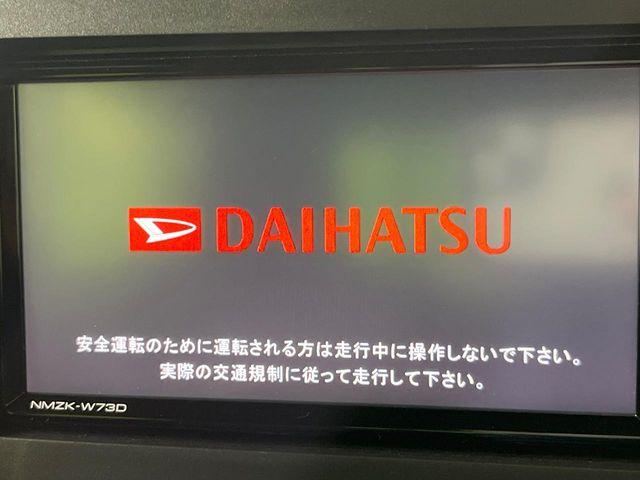 DAIHATSU
安全運転のために運転される方は走行中に操作しないで下さい。
実際の交通規制に従って走行して下さい。
NMZK-W73D